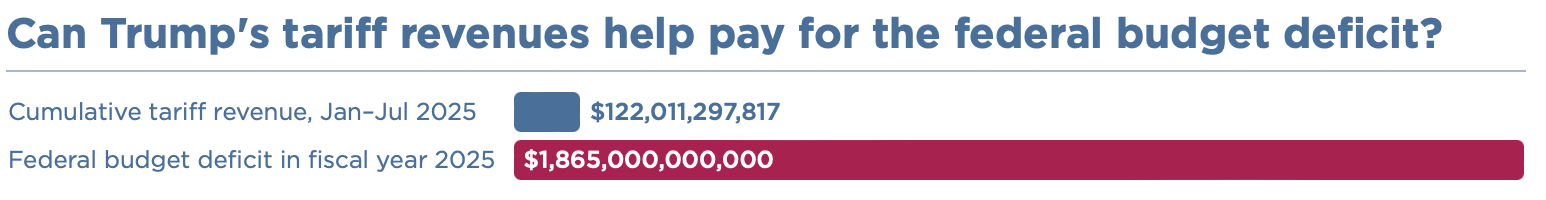 Can Trump's tariff revenues help pay for the federal budget deficit?
Cumulative tariff revenue, Jan–Jul 2025 $122,011,297,817
Federal budget deficit in fiscal year 2025 $1,865,000,000,000